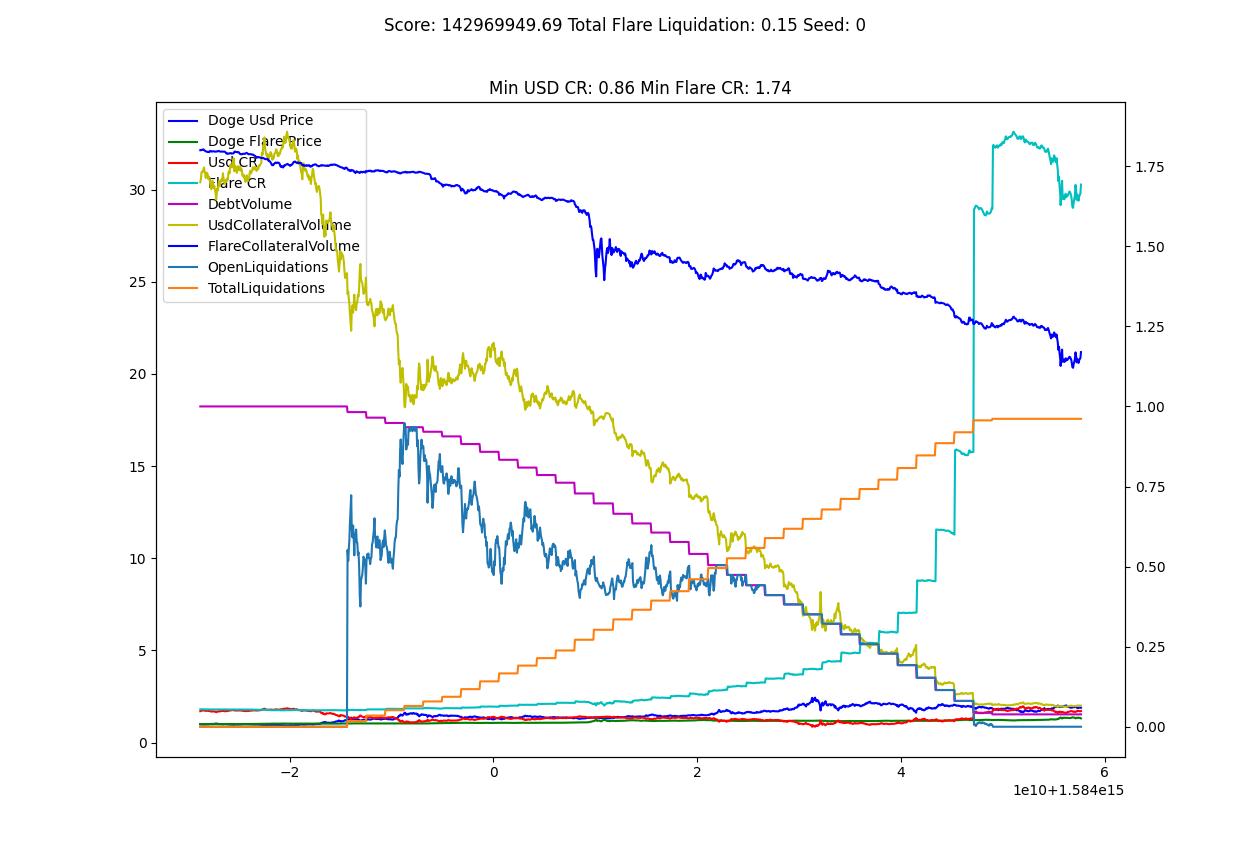 Score: 142969949.69 Total Flare Liquidation: 0.15 Seed: 0
Min USD CR: 0.86 Min Flare CR: 1.74
Doge Usd Price
Doge Flare Price
Usd CR
Flare CR
DebtVolume
UsdCollateralVolume
FlareCollateralVolume
OpenLiquidations
TotalLiquidations
30
25
20
15
10
5
0
1.75
1.50
1.25
1.00
0.75
0.50
0.25
0.00
−2
0
2
4
6
1e10+1.584e15